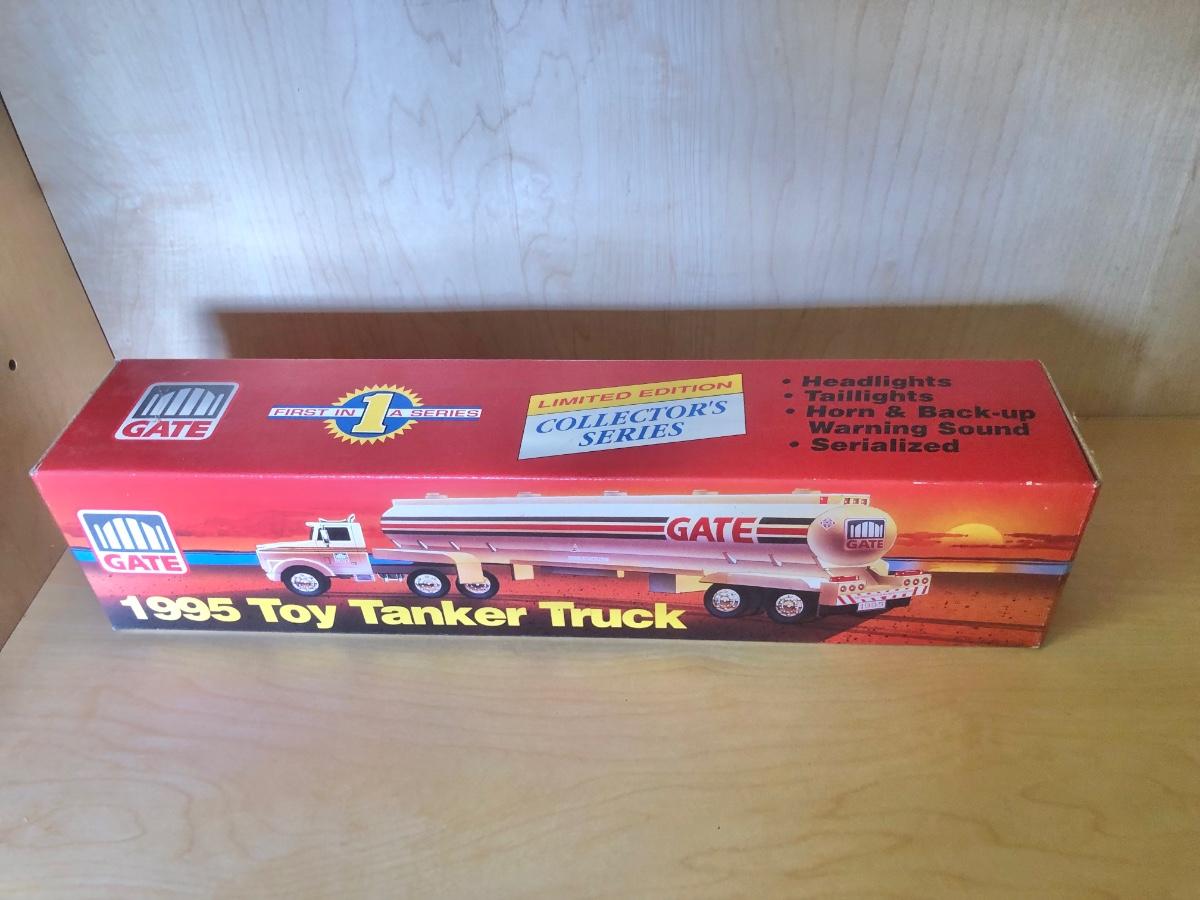 GATE
FIRST IN 1 A SERIES
LIMITED EDITION
COLLECTOR'S
SERIES
• Headlights
• Taillights
• Horn & Back-up
Warning Sound
• Serialized
GATE
GATE
GATE
1995 Toy Tanker Truck
1995